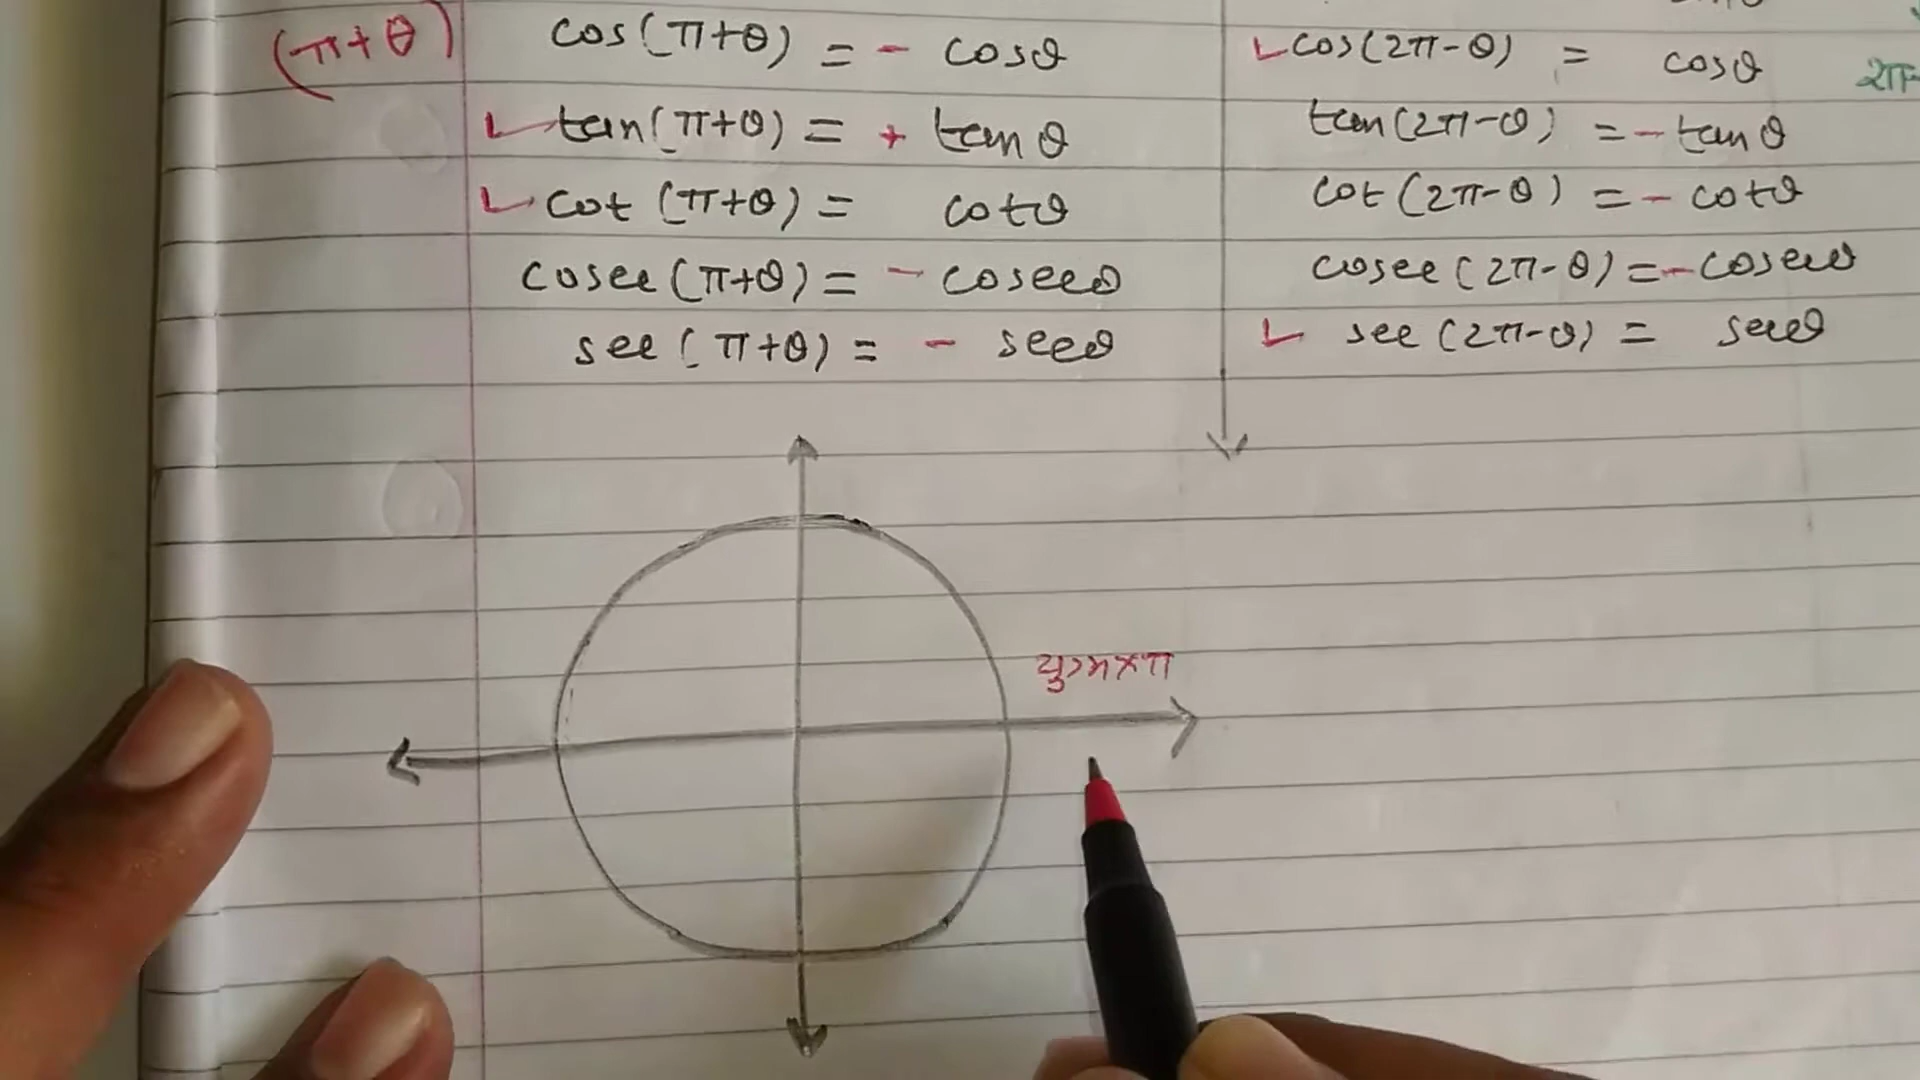 (π+θ)
cos(π+θ) = - cosθ
tan(π+θ) = + tanθ
cot (π+θ) = cotθ
cosec(π+θ) = - cosecθ
sec(π+θ) = - secθ
cos(2π-θ) = cosθ
tan(2π-θ) = - tanθ
cot(2π-θ) = - cotθ
cosec(2π-θ) = - cosecθ
sec(2π-θ) = secθ